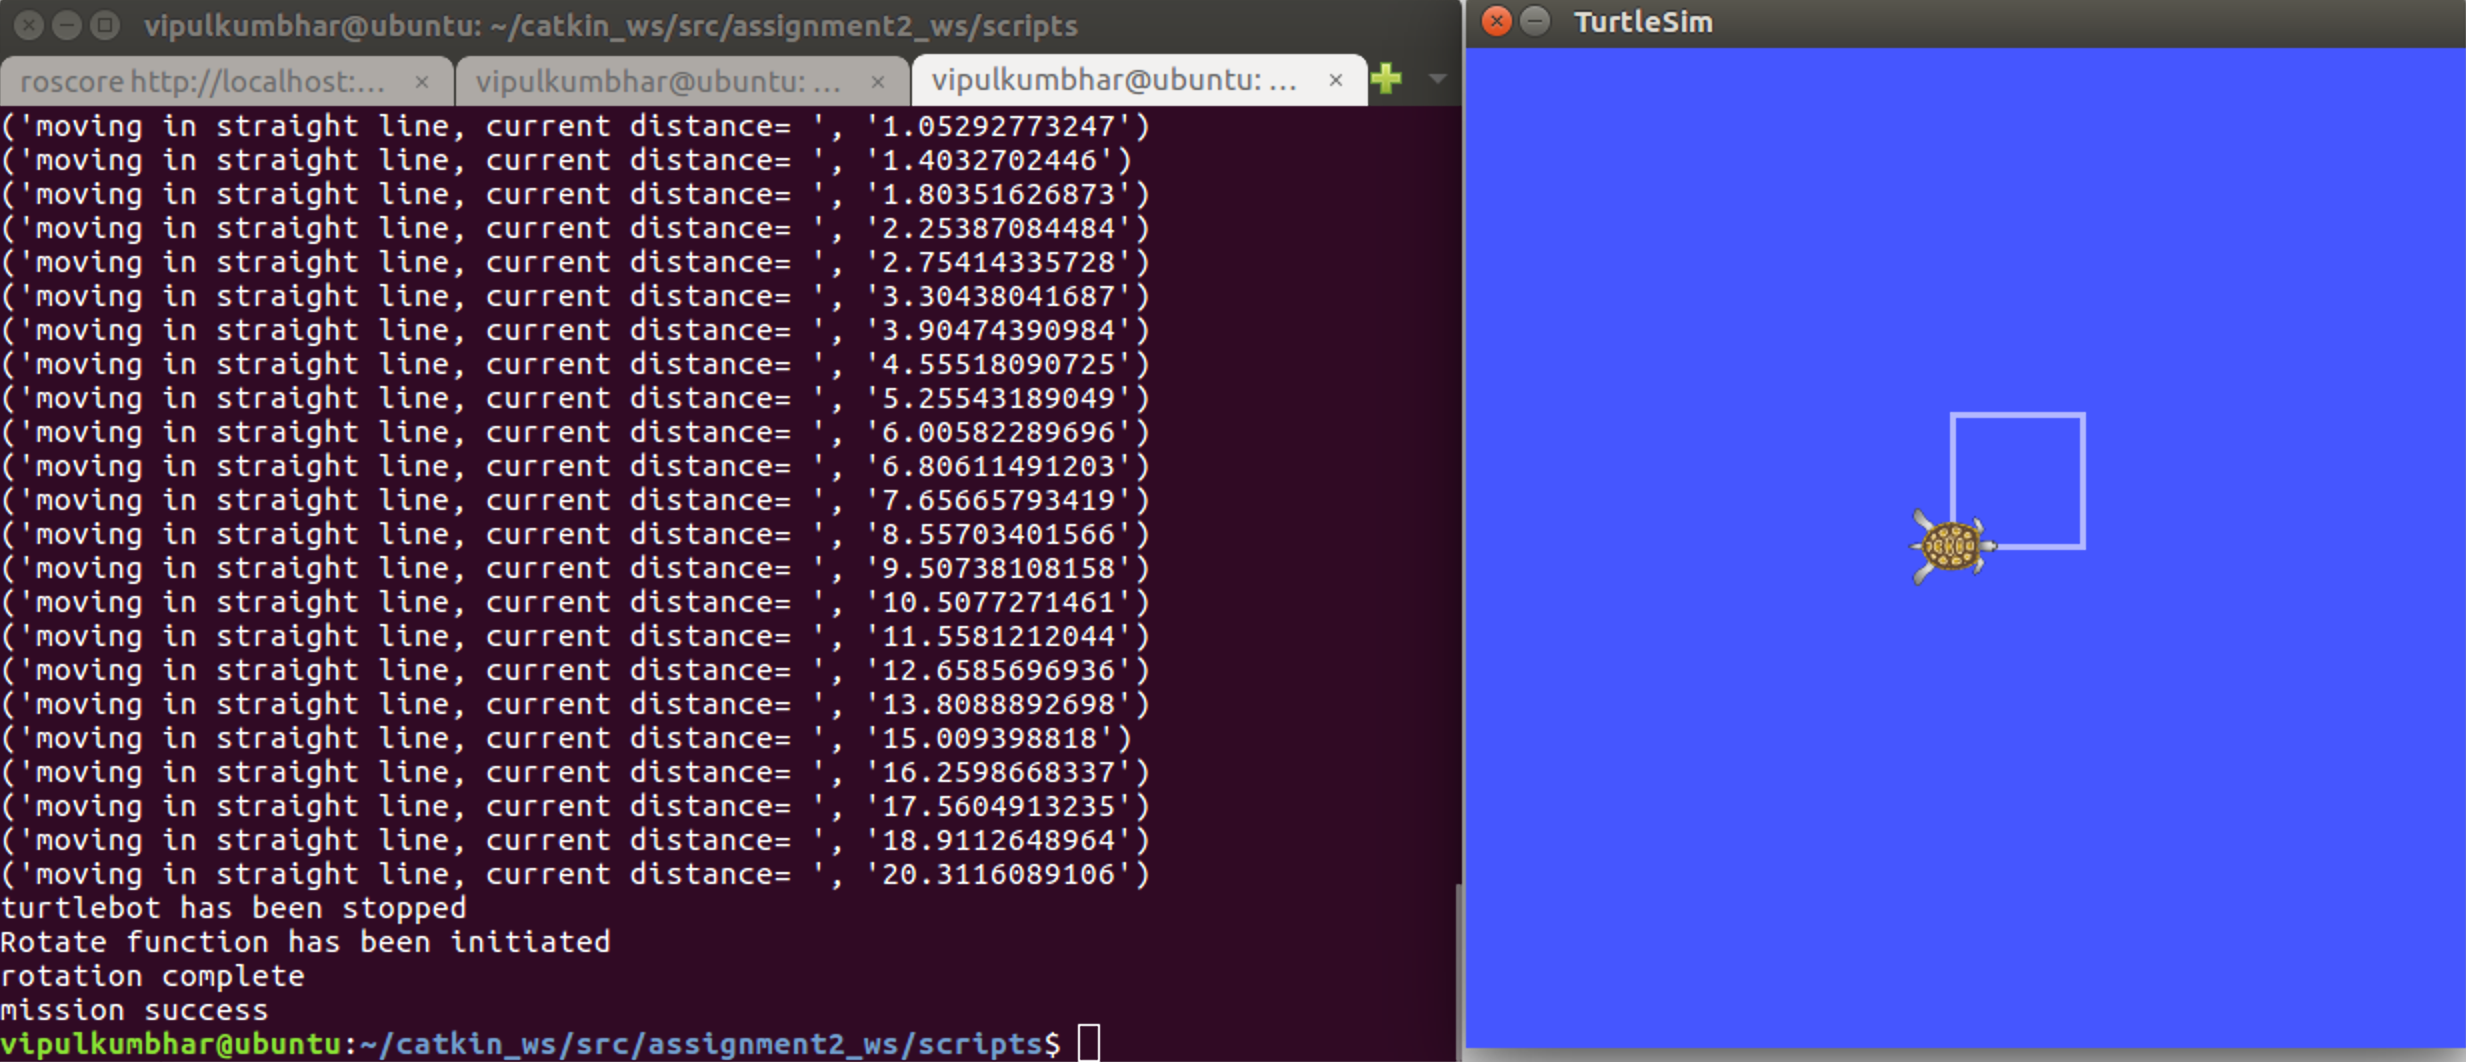 vipulkumbhar@ubuntu: ~/catkin_ws/src/assignment2_ws/scripts
roscore http://localhost:...
vipulkumbhar@ubuntu: ...
vipulkumbhar@ubuntu: ...
('moving in straight line, current distance= ', '1.05292773247')
('moving in straight line, current distance= ', '1.4032702446')
('moving in straight line, current distance= ', '1.80351626873')
('moving in straight line, current distance= ', '2.25387084484')
('moving in straight line, current distance= ', '2.75414335728')
('moving in straight line, current distance= ', '3.30438041687')
('moving in straight line, current distance= ', '3.90474390984')
('moving in straight line, current distance= ', '4.55518090725')
('moving in straight line, current distance= ', '5.25543189049')
('moving in straight line, current distance= ', '6.00582289696')
('moving in straight line, current distance= ', '6.80611491203')
('moving in straight line, current distance= ', '7.65665793419')
('moving in straight line, current distance= ', '8.55703401566')
('moving in straight line, current distance= ', '9.50738108158')
('moving in straight line, current distance= ', '10.5077271461')
('moving in straight line, current distance= ', '11.5581212044')
('moving in straight line, current distance= ', '12.6585696936')
('moving in straight line, current distance= ', '13.8088892698')
('moving in straight line, current distance= ', '15.009398818')
('moving in straight line, current distance= ', '16.2598668337')
('moving in straight line, current distance= ', '17.5604913235')
('moving in straight line, current distance= ', '18.9112648964')
('moving in straight line, current distance= ', '20.3116089106')
turtlebot has been stopped
Rotate function has been initiated
rotation complete
mission success
vipulkumbhar@ubuntu:~/catkin_ws/src/assignment2_ws/scripts$
TurtleSim